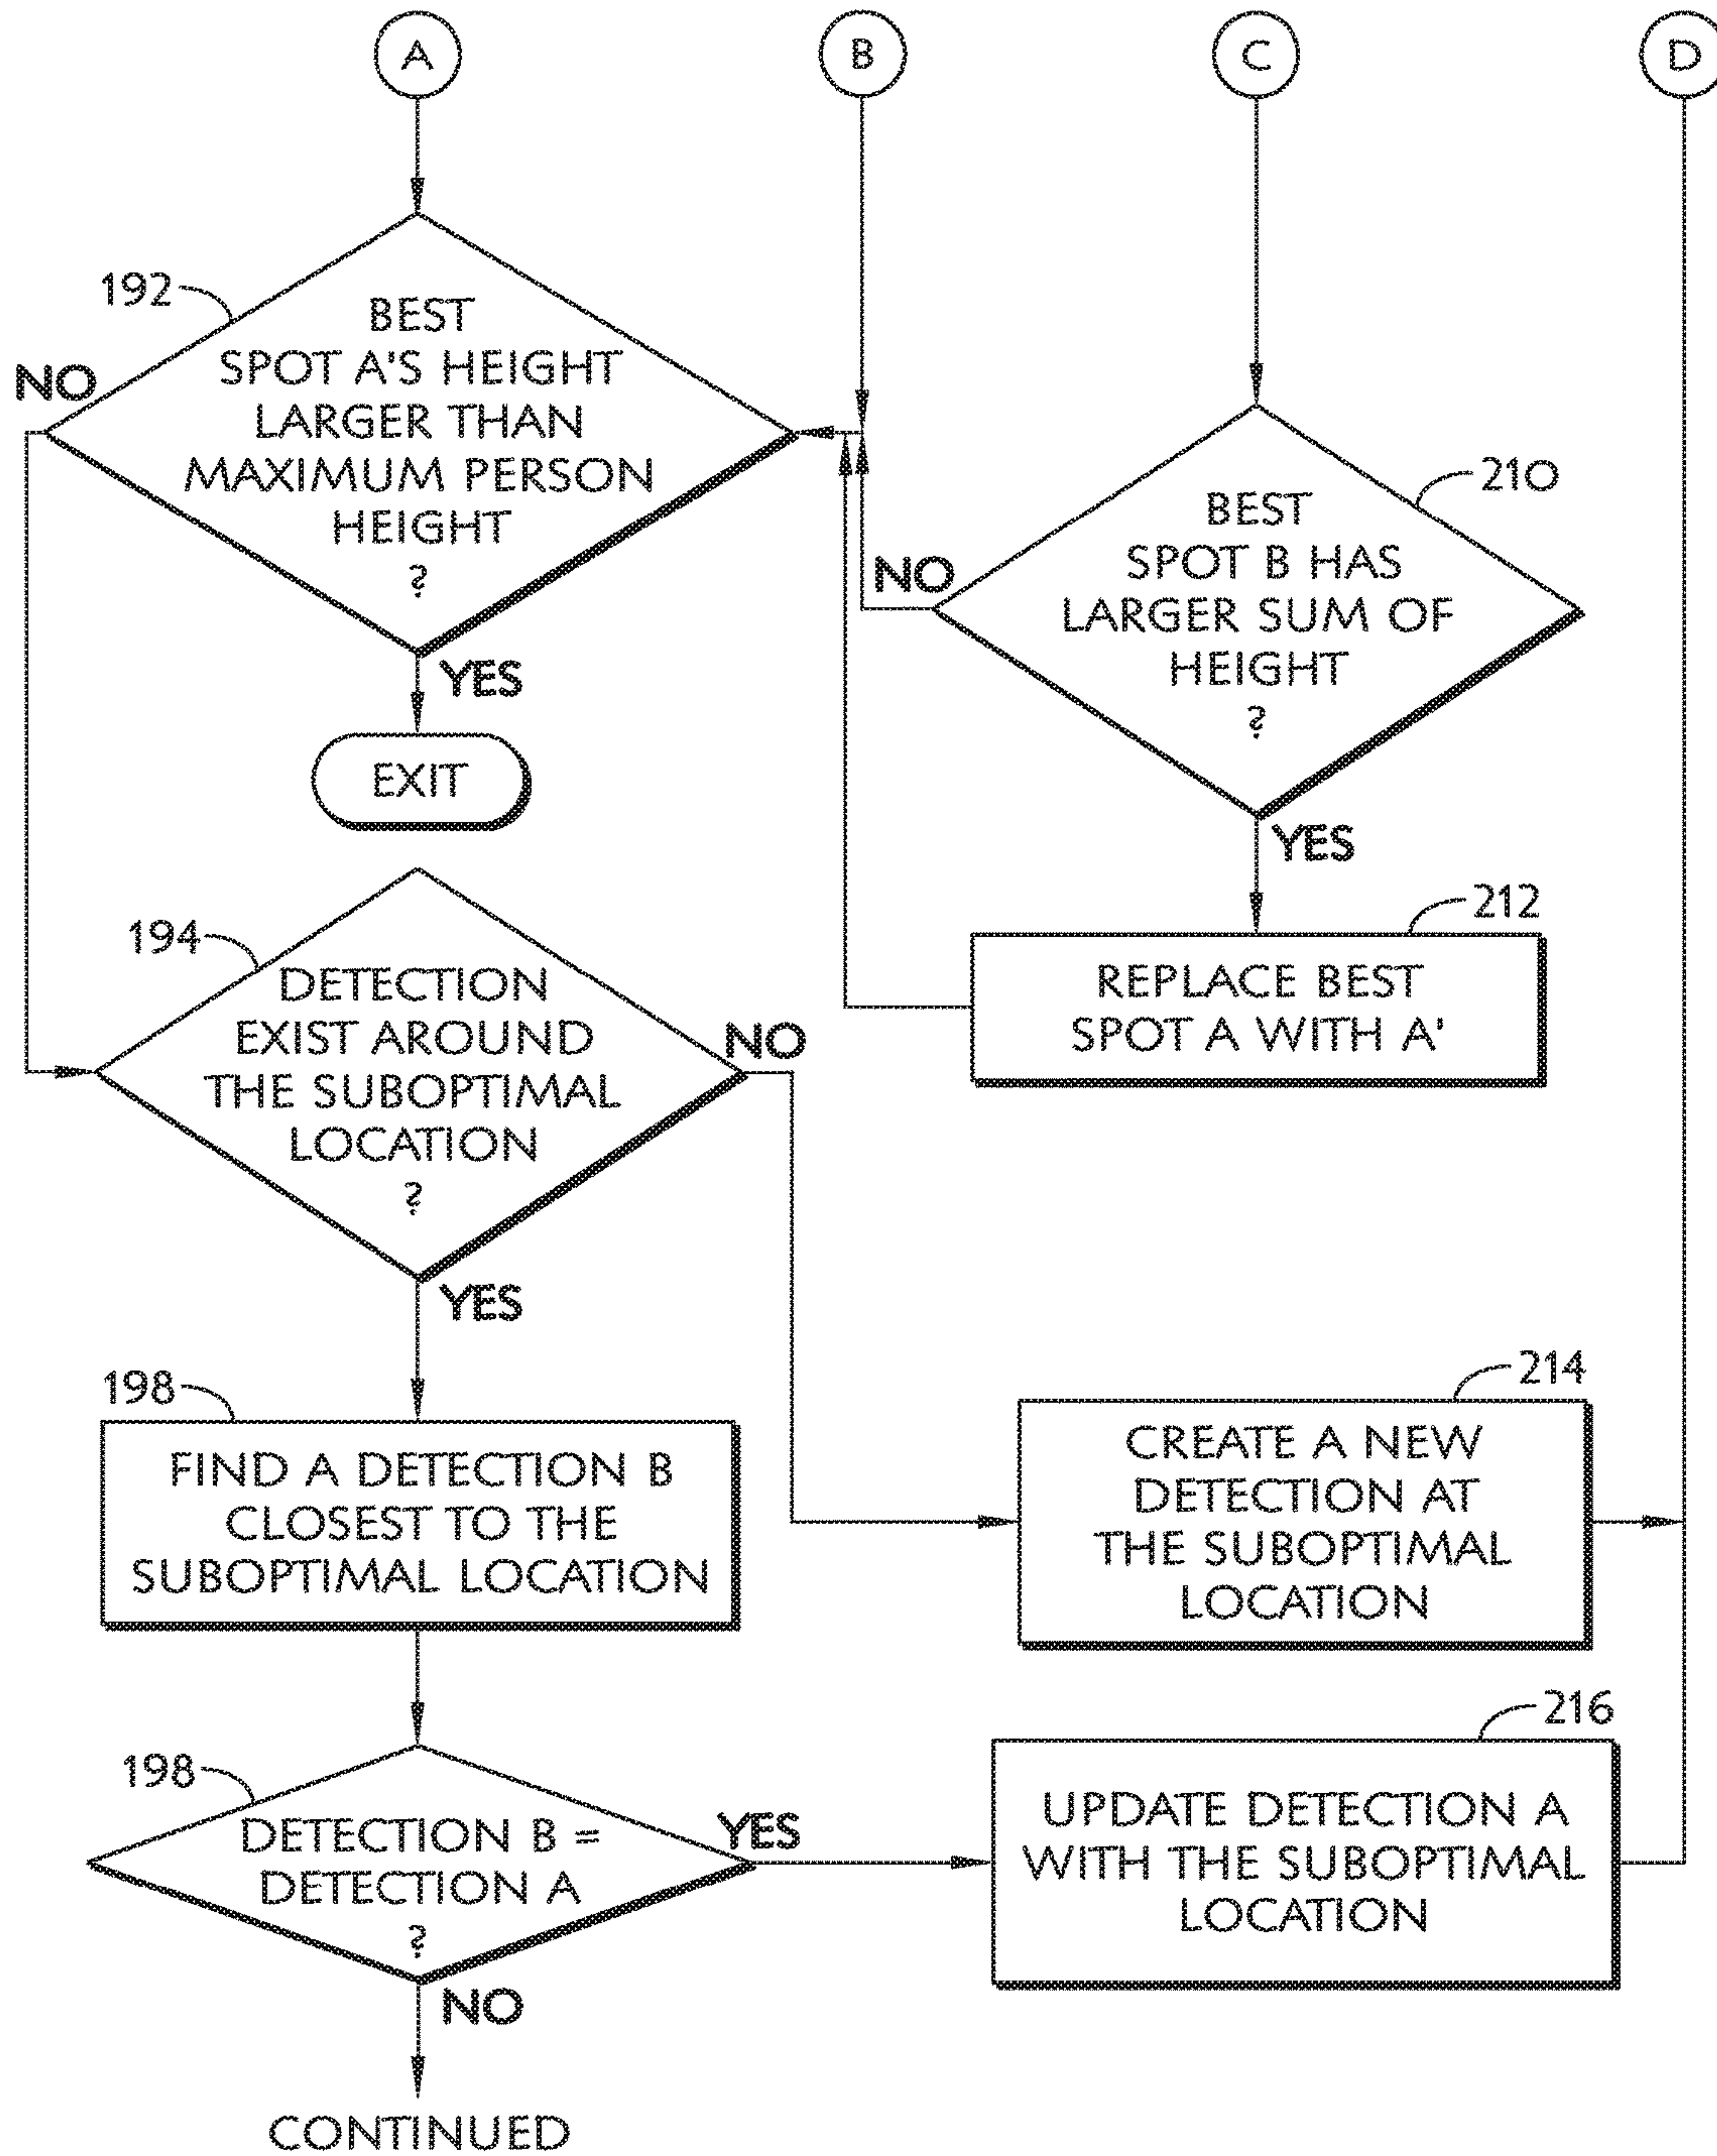 A
B
C
D
192
NO
BEST
SPOT A'S HEIGHT
LARGER THAN
MAXIMUM PERSON
HEIGHT
?
YES
EXIT
210
NO
BEST
SPOT B HAS
LARGER SUM OF
HEIGHT
?
YES
212
REPLACE BEST
SPOT A WITH A'
194
DETECTION
EXIST AROUND
THE SUBOPTIMAL
LOCATION
?
NO
YES
198
FIND A DETECTION B
CLOSEST TO THE
SUBOPTIMAL LOCATION
214
CREATE A NEW
DETECTION AT
THE SUBOPTIMAL
LOCATION
198
DETECTION B =
DETECTION A
?
YES
NO
216
UPDATE DETECTION A
WITH THE SUBOPTIMAL
LOCATION
CONTINUED